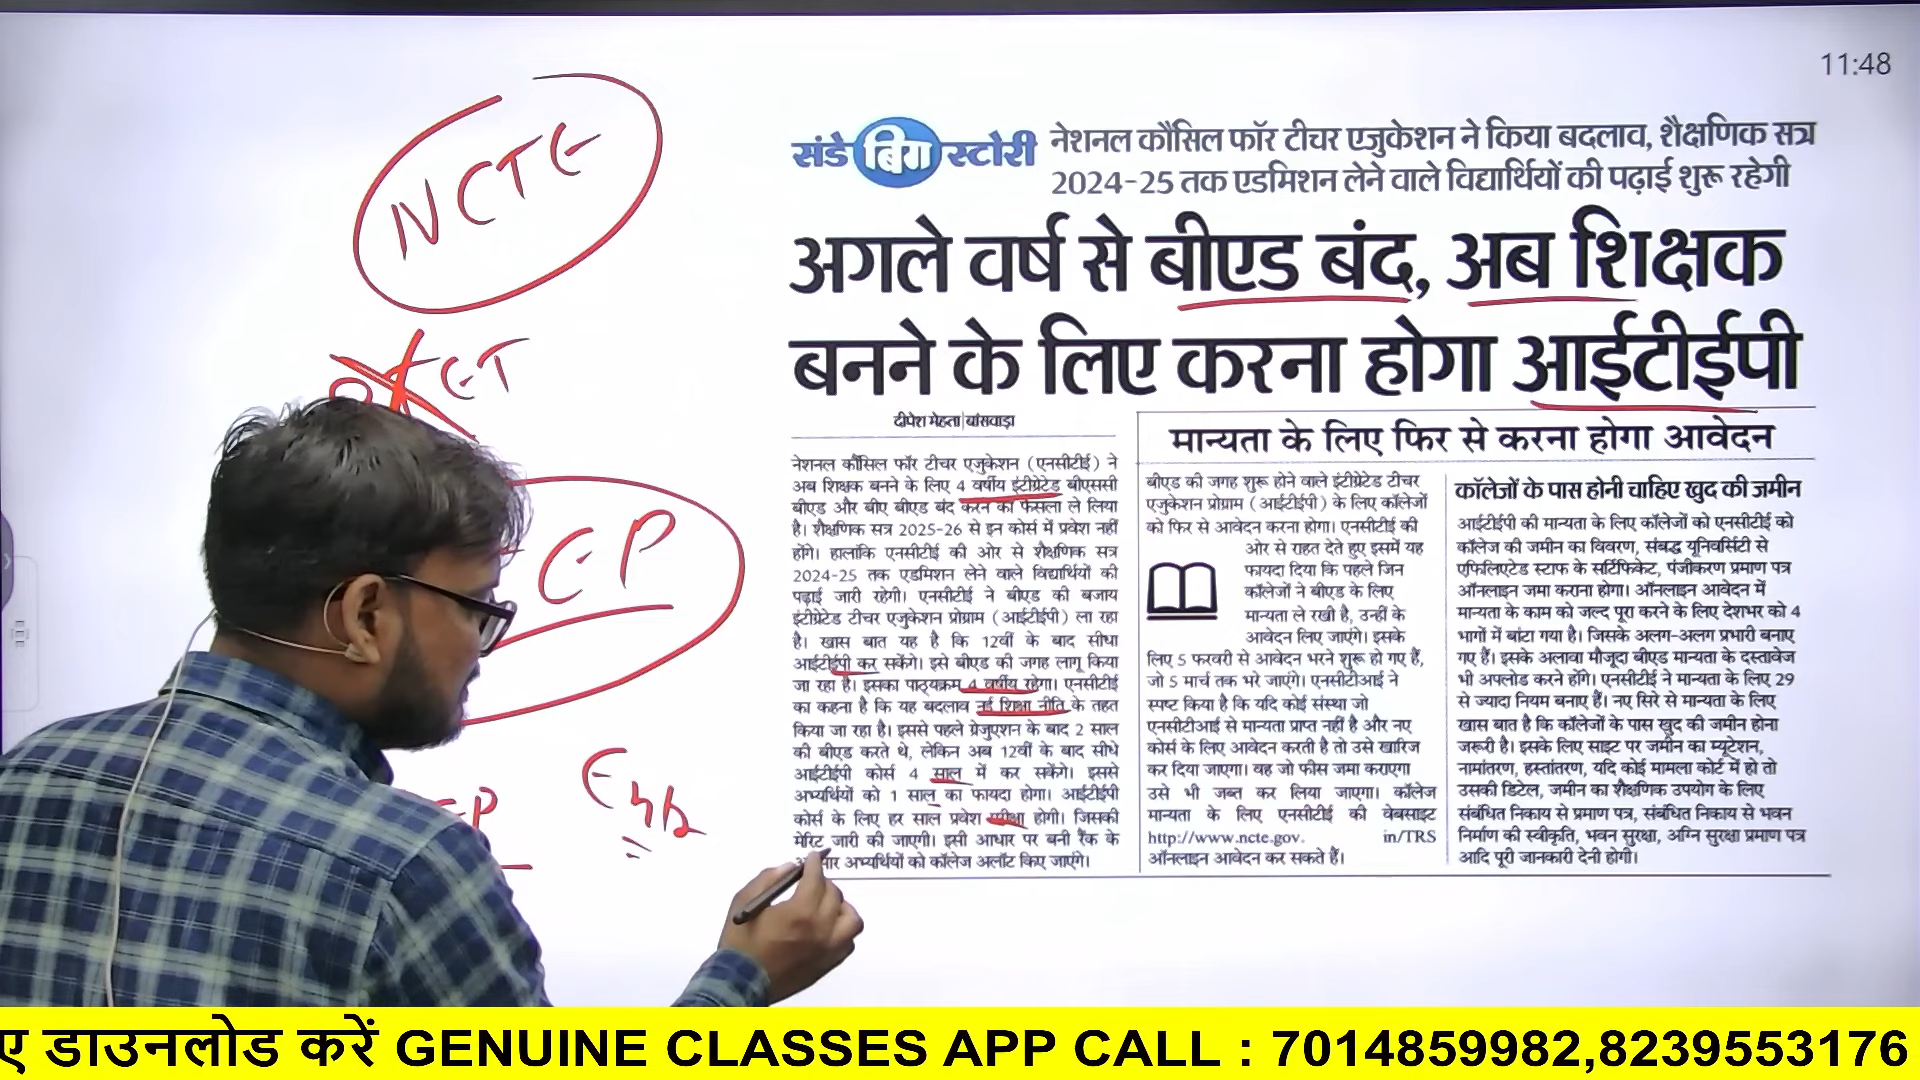 11:48
NCTE
संडे बिग स्टोरी
नेशनल कौंसिल फॉर टीचर एजुकेशन ने किया बदलाव, शैक्षणिक सत्र
2024-25 तक एडमिशन लेने वाले विद्यार्थियों की पढ़ाई शुरू रहेगी
अगले वर्ष से बीएड बंद, अब शिक्षक
बनने के लिए करना होगा आईटीईपी
ET
EP
दीपेश मेहता|बांसवाड़ा
नेशनल कौंसिल फॉर टीचर एजुकेशन (एनसीटीई) ने
अब शिक्षक बनने के लिए 4 वर्षीय इंटीग्रेटेड बीएससी
बीएड और बीए बीएड बंद करने का फैसला ले लिया
है। शैक्षणिक सत्र 2025-26 से इन कोर्स में प्रवेश नहीं
होंगे। हालांकि एनसीटीई की ओर से शैक्षणिक सत्र
2024-25 तक एडमिशन लेने वाले विद्यार्थियों की
पढ़ाई जारी रहेगी। एनसीटीई ने बीएड की बजाय
इंटीग्रेटेड टीचर एजुकेशन प्रोग्राम (आईटीईपी) ला रहा
है। खास बात यह है कि 12वीं के बाद सीधा
आईटीईपी कर सकेंगे। इसे बीएड की जगह लागू किया
जा रहा है। इसका पाठ्यक्रम 4 वर्षीय रहेगा। एनसीटीई
का कहना है कि यह बदलाव नई शिक्षा नीति के तहत
किया जा रहा है। इससे पहले ग्रेजुएशन के बाद 2 साल
की बीएड करते थे, लेकिन अब 12वीं के बाद सीधे
आईटीईपी कोर्स 4 साल में कर सकेंगे। इससे
अभ्यर्थियों को 1 साल का फायदा होगा। आईटीईपी
कोर्स के लिए हर साल प्रवेश परीक्षा होगी। जिसकी
मेरिट जारी की जाएगी। इसी आधार पर बनी रैंक के
अभ्यर्थियों को कॉलेज अलॉट किए जाएंगे।
मान्यता के लिए फिर से करना होगा आवेदन
बीएड की जगह शुरू होने वाले इंटीग्रेटेड टीचर
एजुकेशन प्रोग्राम (आईटीईपी) के लिए कॉलेजों
को फिर से आवेदन करना होगा। एनसीटीई की
ओर से राहत देते हुए इसमें यह
फायदा दिया कि पहले जिन
कॉलेजों ने बीएड के लिए
मान्यता ले रखी है, उन्हीं के
आवेदन लिए जाएंगे। इसके
लिए 5 फरवरी से आवेदन भरने शुरू हो गए हैं,
जो 5 मार्च तक भरे जाएंगे। एनसीटीआई ने
स्पष्ट किया है कि यदि कोई संस्था जो
एनसीटीआई से मान्यता प्राप्त नहीं है और नए
कोर्स के लिए आवेदन करती है तो उसे खारिज
कर दिया जाएगा। वह जो फीस जमा कराएगा
उसे भी जब्त कर लिया जाएगा। कॉलेज
मान्यता के लिए एनसीटीई की वेबसाइट
http://www.ncte.gov. in/TRS
ऑनलाइन आवेदन कर सकते हैं।
कॉलेजों के पास होनी चाहिए खुद की जमीन
आईटीईपी की मान्यता के लिए कॉलेजों को एनसीटीई को
कॉलेज की जमीन का विवरण, संबद्ध यूनिवर्सिटी से
एफिलिएटेड स्टाफ के सर्टिफिकेट, पंजीकरण प्रमाण पत्र
ऑनलाइन जमा कराना होगा। ऑनलाइन आवेदन में
मान्यता के काम को जल्द पूरा करने के लिए देशभर को 4
भागों में बांटा गया है। जिसके अलग-अलग प्रभारी बनाए
गए हैं। इसके अलावा मौजूदा बीएड मान्यता के दस्तावेज
भी अपलोड करने होंगे। एनसीटीई ने मान्यता के लिए 29
से ज्यादा नियम बनाए हैं। नए सिरे से मान्यता के लिए
खास बात है कि कॉलेजों के पास खुद की जमीन होना
जरूरी है। इसके लिए साइट पर जमीन का म्यूटेशन,
नामांतरण, हस्तांतरण, यदि कोई मामला कोर्ट में हो तो
उसकी डिटेल, जमीन का शैक्षणिक उपयोग के लिए
संबंधित निकाय से प्रमाण पत्र, संबंधित निकाय से भवन
निर्माण की स्वीकृति, भवन सुरक्षा, अग्नि सुरक्षा प्रमाण पत्र
आदि पूरी जानकारी देनी होगी।
ए डाउनलोड करें GENUINE CLASSES APP CALL : 7014859982,8239553176